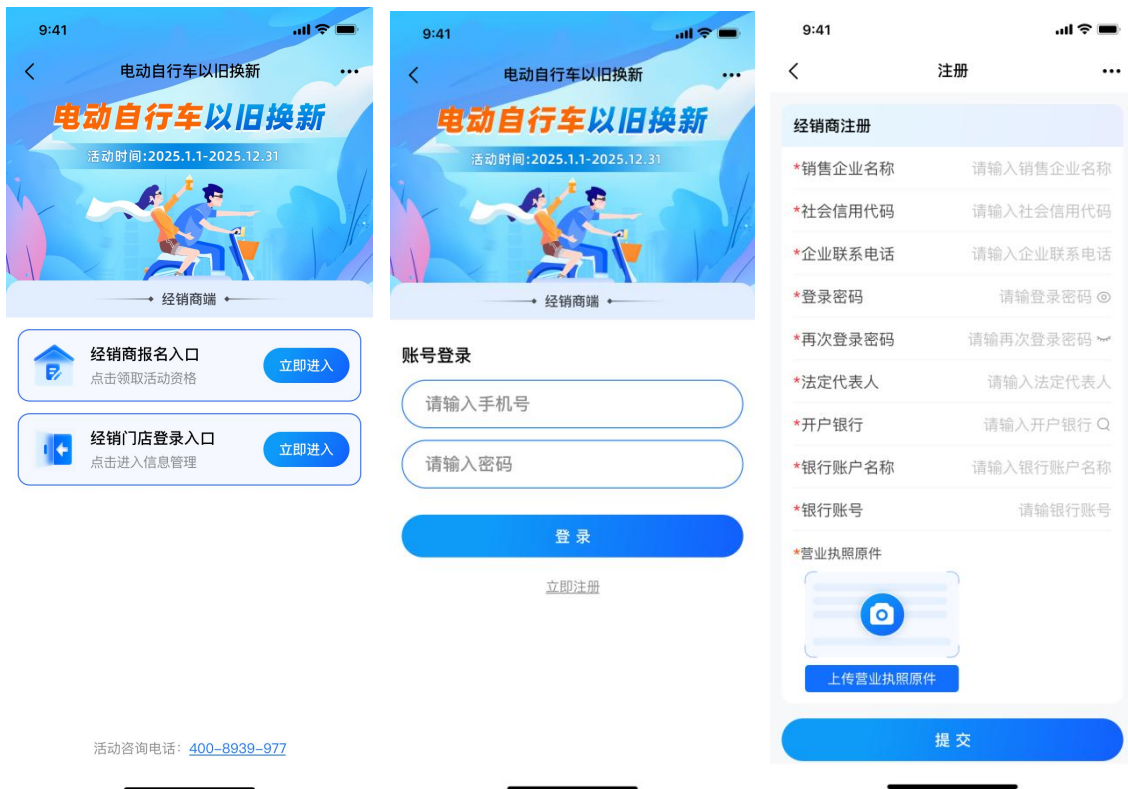 9:41
电动自行车以旧换新
电动自行车以旧换新
活动时间:2025.1.1-2025.12.31
经销商端
经销商报名入口
点击领取活动资格
立即进入
经销门店登录入口
点击进入信息管理
立即进入
活动咨询电话：400-8939-977
9:41
电动自行车以旧换新
电动自行车以旧换新
活动时间:2025.1.1-2025.12.31
经销商端
账号登录
请输入手机号
请输入密码
登 录
立即注册
9:41
注册
经销商注册
*销售企业名称 请输入销售企业名称
*社会信用代码 请输入社会信用代码
*企业联系电话 请输入企业联系电话
*登录密码 请输登录密码
*再次登录密码 请输再次登录密码
*法定代表人 请输入法定代表人
*开户银行 请输入开户银行
*银行账户名称 请输入银行账户名称
*银行账号 请输银行账号
*营业执照原件
上传营业执照原件
提 交